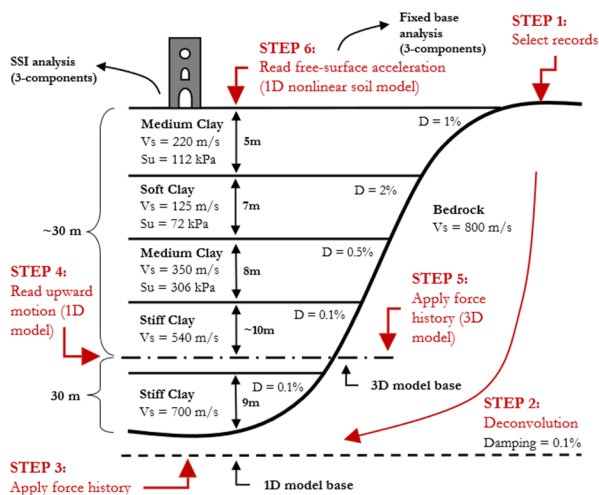 Fixed base
analysis
(3-components)
STEP 1:
Select records
SSI analysis
(3-components)
STEP 6:
Read free-surface acceleration
(1D nonlinear soil model)
Medium Clay
Vs = 220 m/s
Su = 112 kPa
5m
D = 1%
Soft Clay
Vs = 125 m/s
Su = 72 kPa
7m
D = 2%
Bedrock
Vs = 800 m/s
~30 m
Medium Clay
Vs = 350 m/s
Su = 306 kPa
8m
D = 0.5%
STEP 4:
Read upward
motion (1D
model)
STEP 5:
Apply force
history (3D
model)
Stiff Clay
Vs = 540 m/s
~10m
D = 0.1%
3D model base
30 m
Stiff Clay
Vs = 700 m/s
9m
D = 0.1%
STEP 2:
Deconvolution
Damping = 0.1%
STEP 3:
Apply force history
1D model base